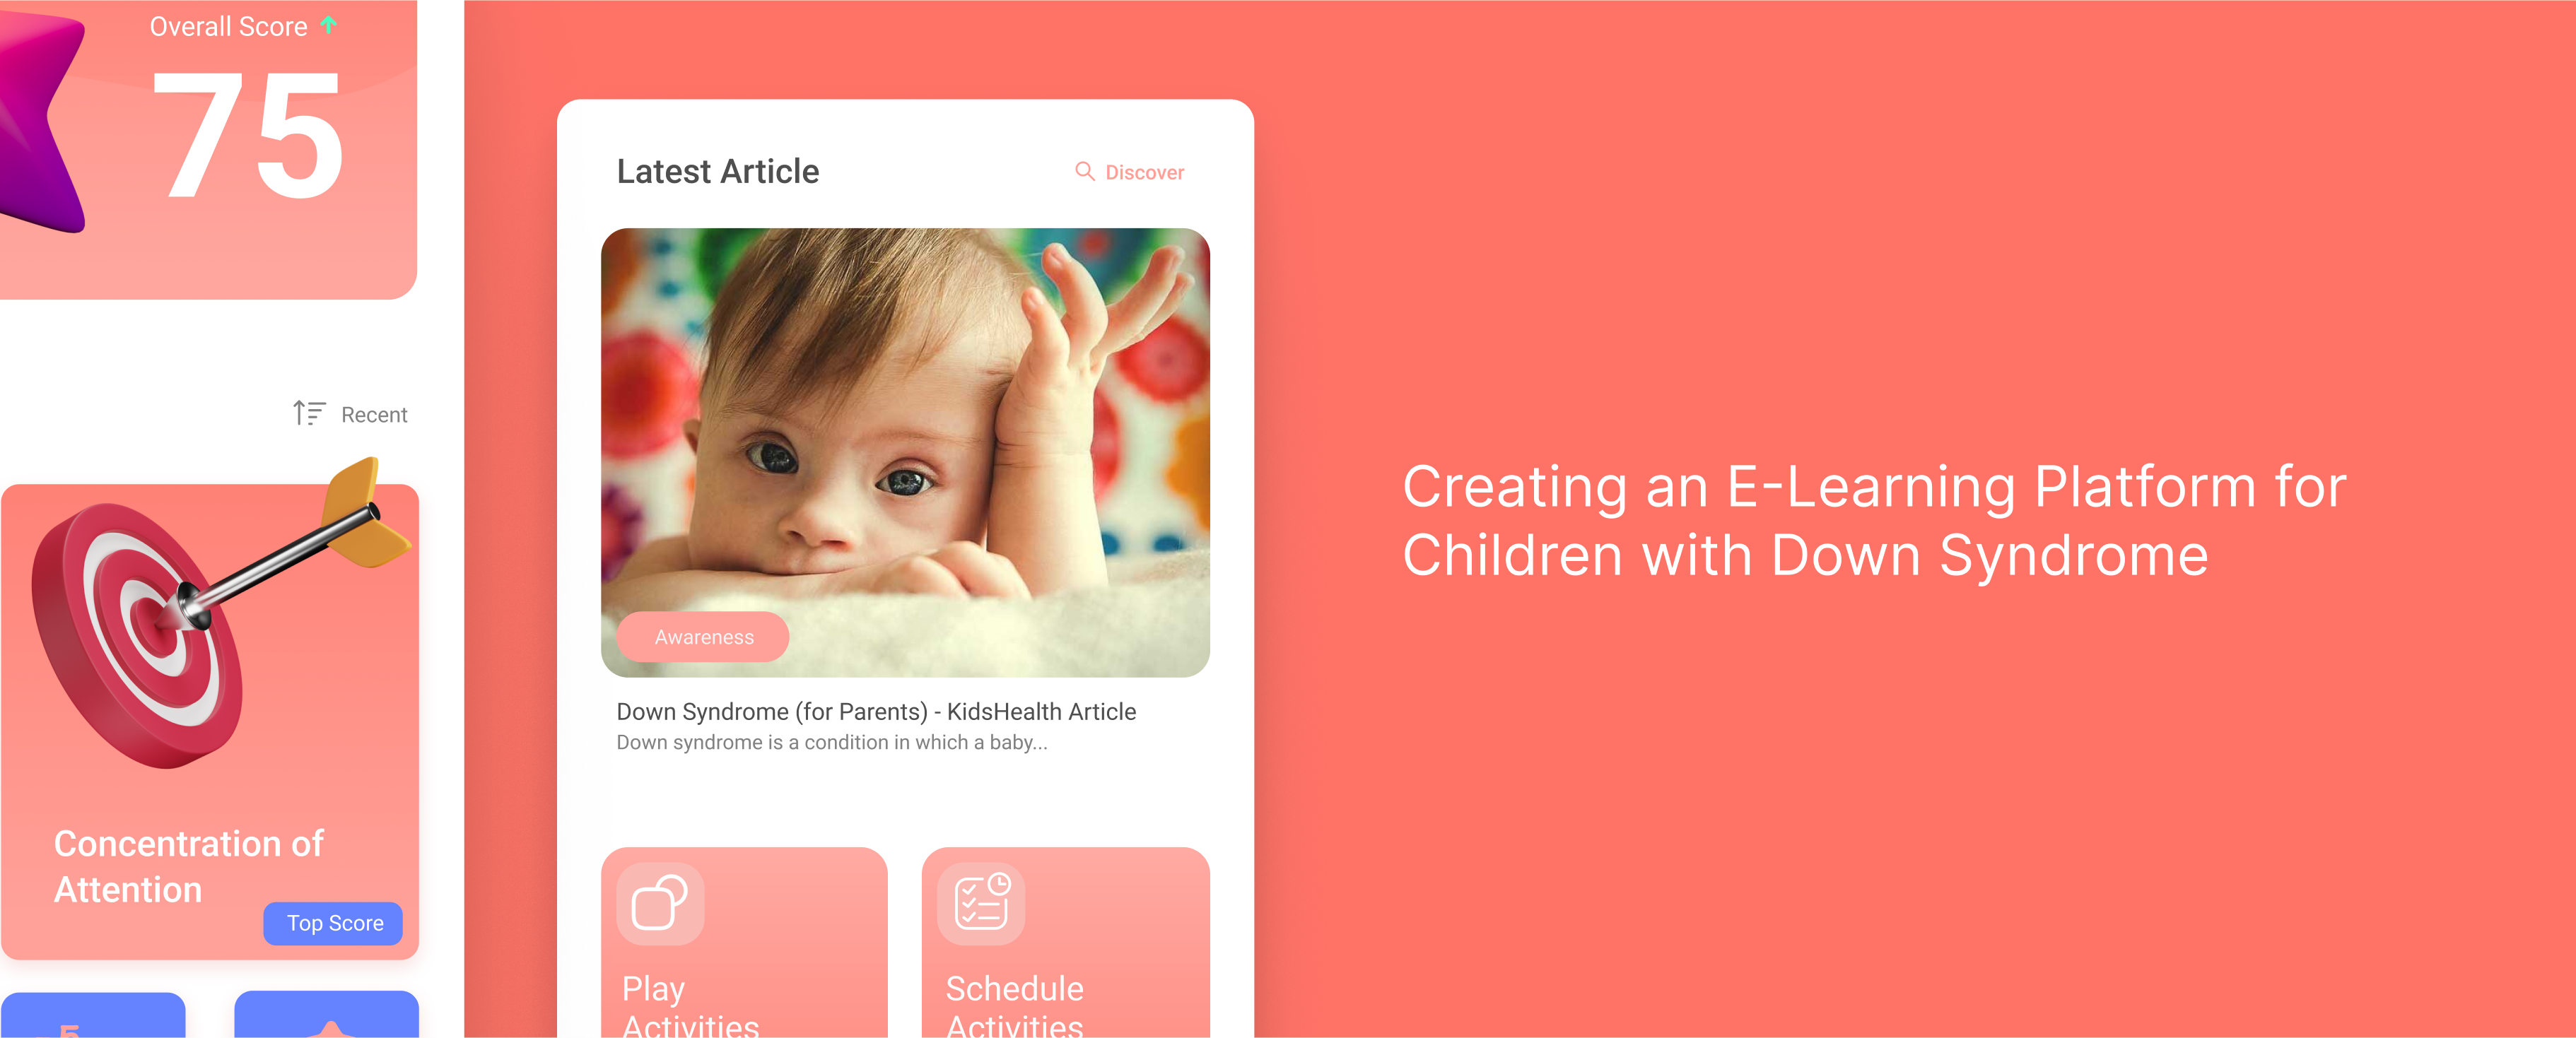 Overall Score
75
Recent
Concentration of
Attention
Top Score
5
Latest Article
Discover
Awareness
Down Syndrome (for Parents) - KidsHealth Article
Down syndrome is a condition in which a baby...
Play
Activities
Schedule
Activities
Creating an E-Learning Platform for
Children with Down Syndrome